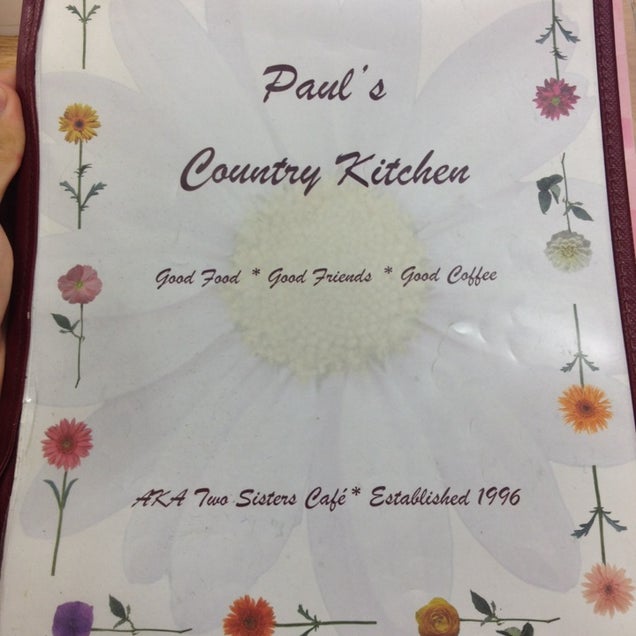 Paul's
Country Kitchen
Good Food * Good Friends * Good Coffee
AKA Two Sisters Café * Established 1996